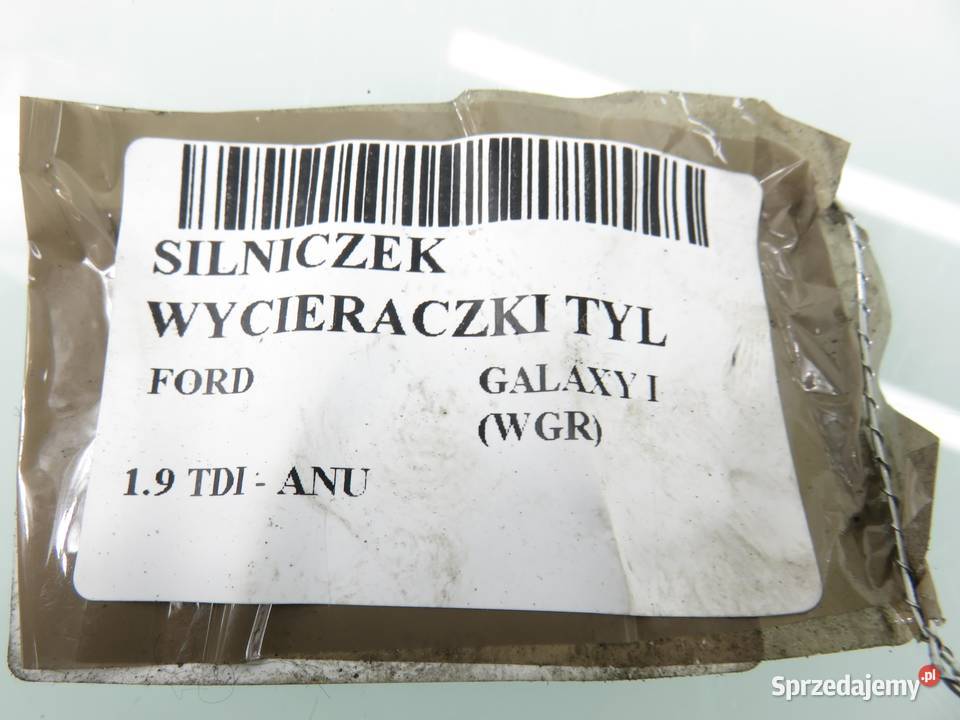 SILNICZEK
WYCIERACZKI TYL
FORD GALAXY I
(WGR)
1.9 TDI - ANU
Sprzedajemy.pl